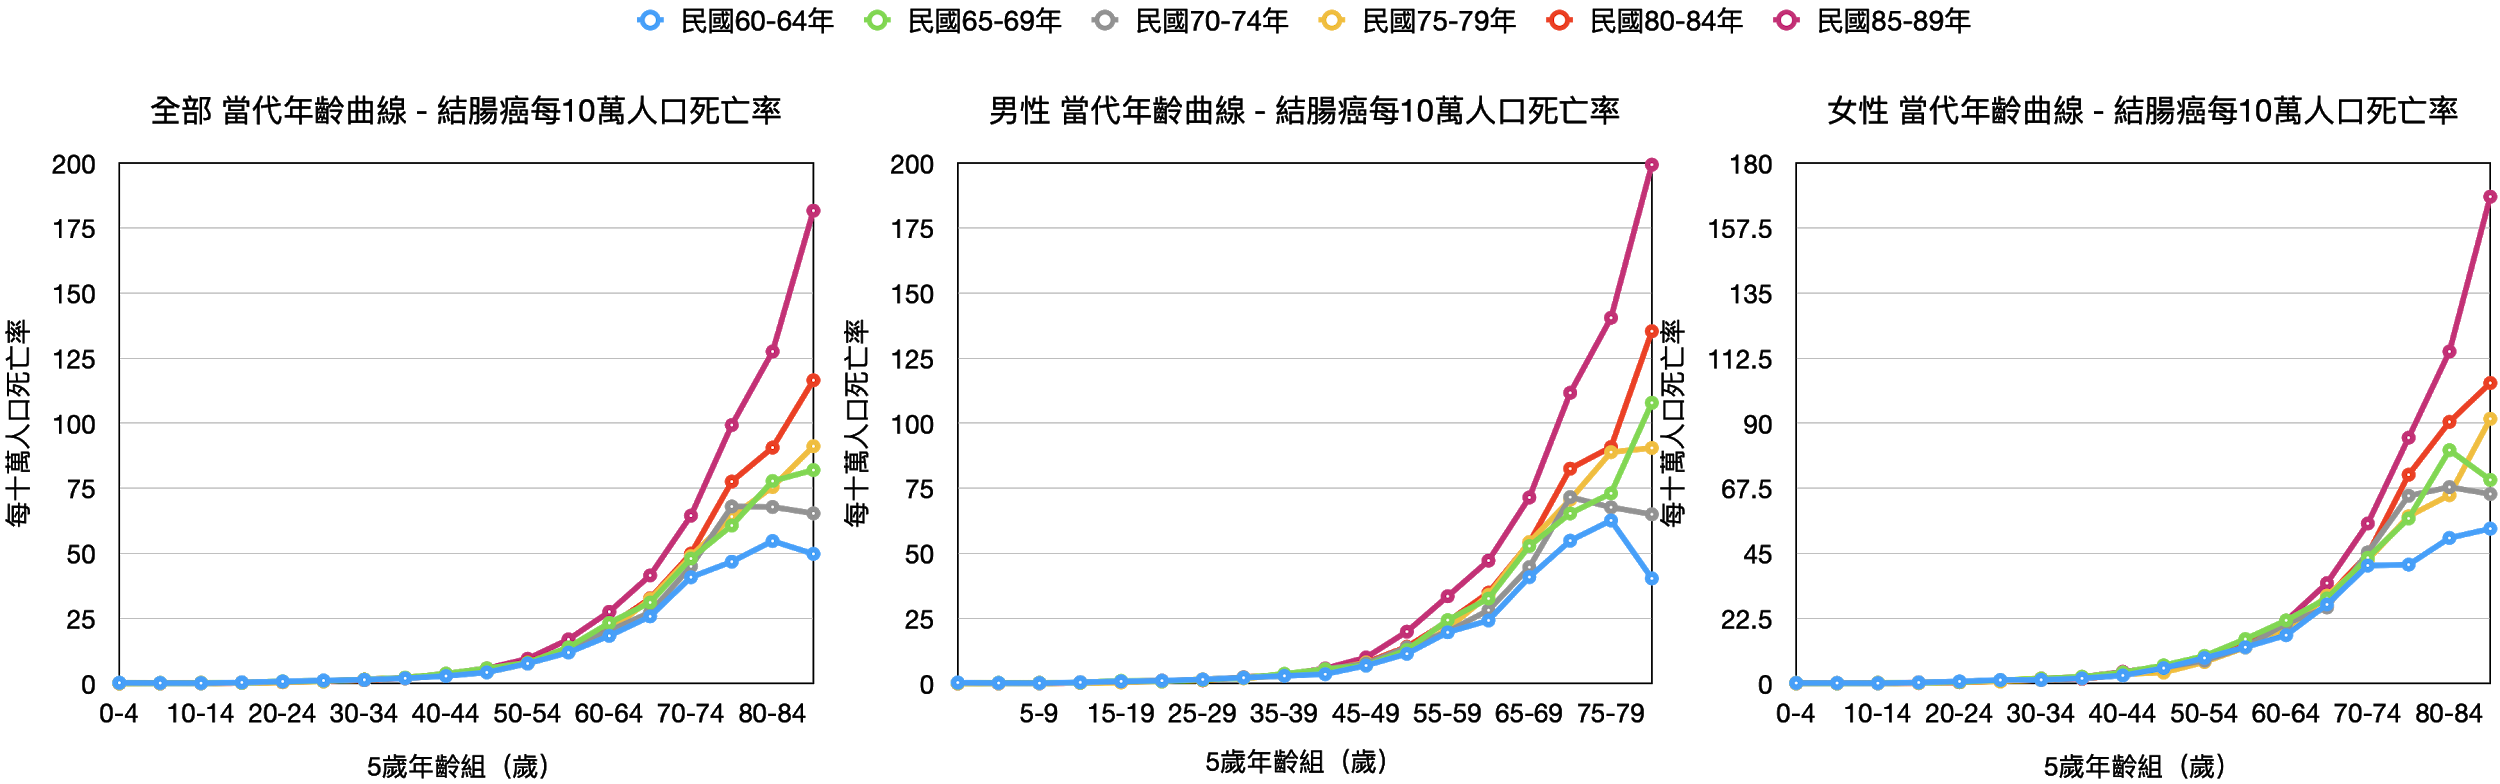 民國60-64年 民國65-69年 民國70-74年 民國75-79年 民國80-84年 民國85-89年
全部 當代年齡曲線 - 結腸癌每10萬人口死亡率
200
175
150
125
100
75
50
25
0
每十萬人口死亡率
0-4 10-14 20-24 30-34 40-44 50-54 60-64 70-74 80-84
5歲年齡組（歲）
男性 當代年齡曲線 - 結腸癌每10萬人口死亡率
200
175
150
125
100
75
50
25
0
每十萬人口死亡率
5-9 15-19 25-29 35-39 45-49 55-59 65-69 75-79
5歲年齡組（歲）
女性 當代年齡曲線 - 結腸癌每10萬人口死亡率
180
157.5
135
112.5
90
67.5
45
22.5
0
每十萬人口死亡率
0-4 10-14 20-24 30-34 40-44 50-54 60-64 70-74 80-84
5歲年齡組（歲）